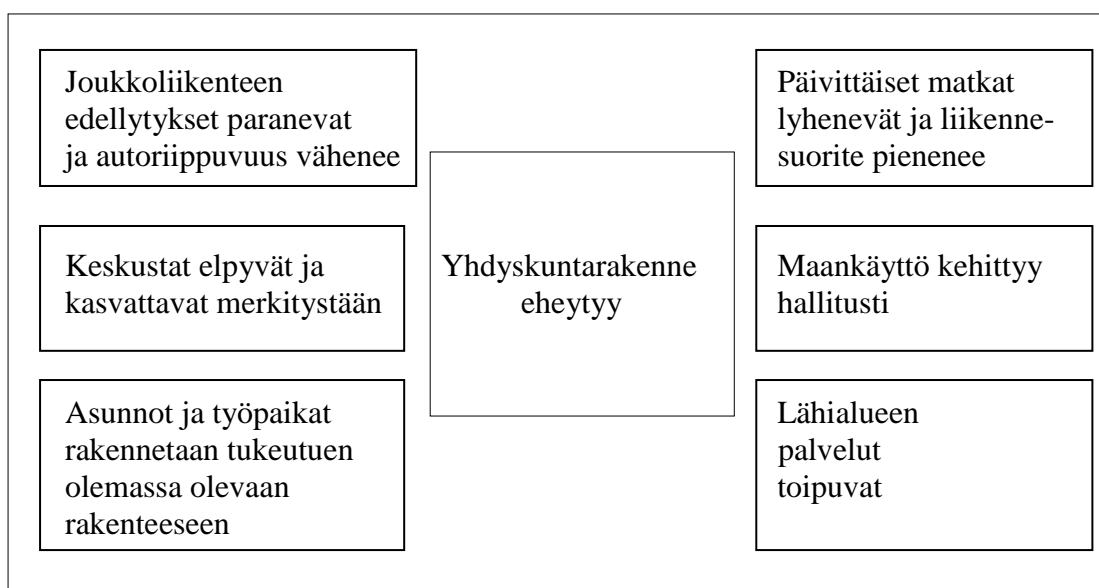 Joukkoliikenteen
edellytykset paranevat
ja autoriippuvuus vähenee
Keskustat elpyvät ja
kasvattavat merkitystään
Asunnot ja työpaikat
rakennetaan tukeutuen
olemassa olevaan
rakenteeseen
Yhdyskuntarakenne
eheytyy
Päivittäiset matkat
lyhenevät ja liikenne-
suorite pienenee
Maankäyttö kehittyy
hallitusti
Lähialueen
palvelut
toipuvat